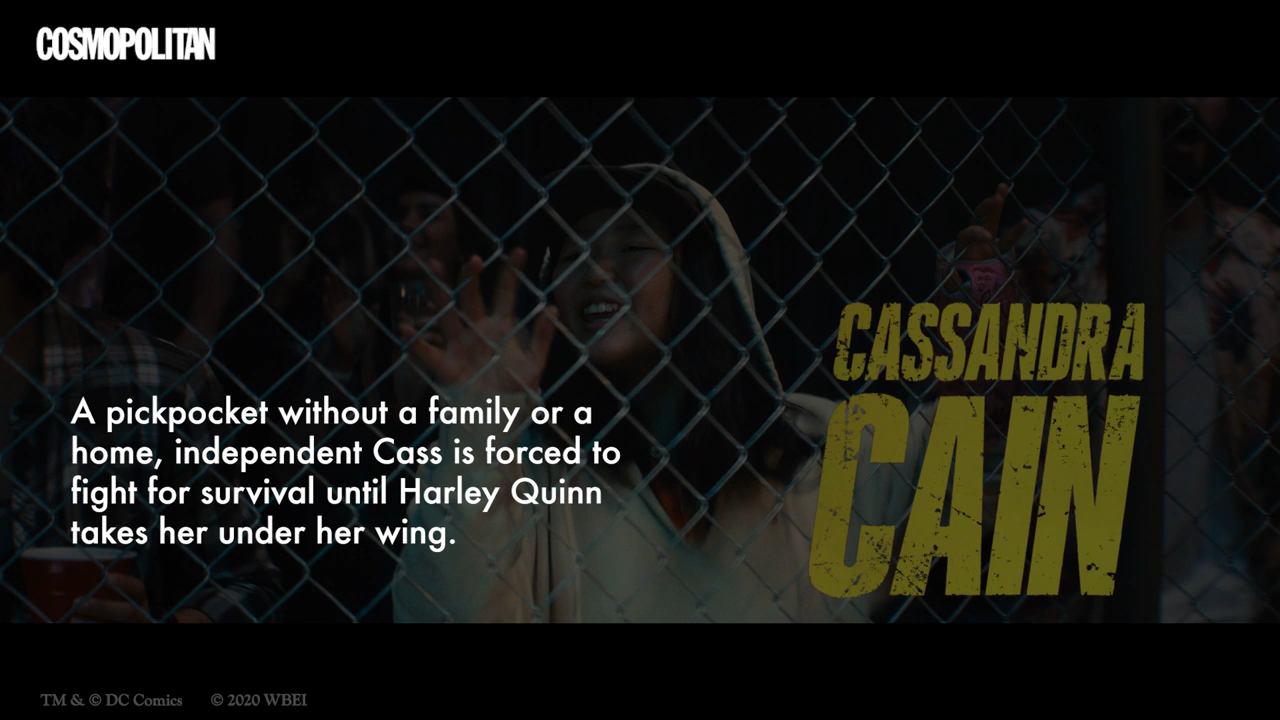 COSMOPOLITAN
CASSANDRA
CAIN
A pickpocket without a family or a
home, independent Cass is forced to
fight for survival until Harley Quinn
takes her under her wing.
TM & © DC Comics © 2020 WBEI